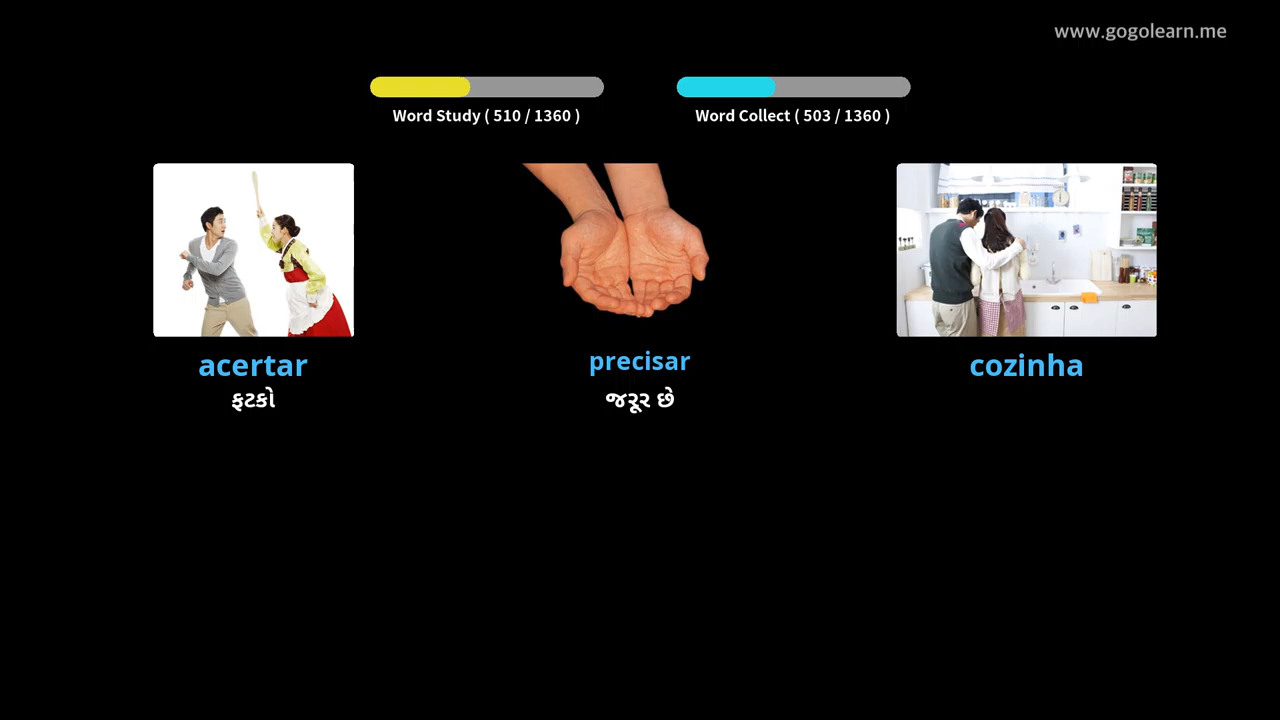 www.gogolearn.me
Word Study ( 510 / 1360 )
Word Collect ( 503 / 1360 )
acertar
ફટકો
precisar
જરૂર છે
cozinha